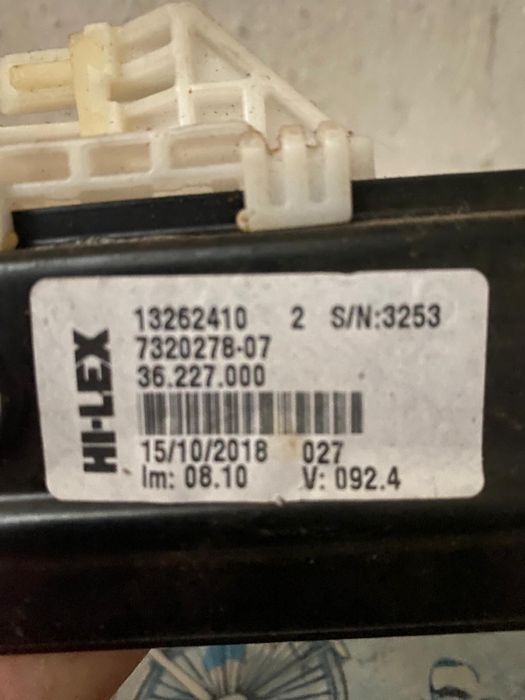 HI-LEX
13262410 2 S/N:3253
7320278-07
36.227.000
15/10/2018 027
Im: 08.10 V: 092.4